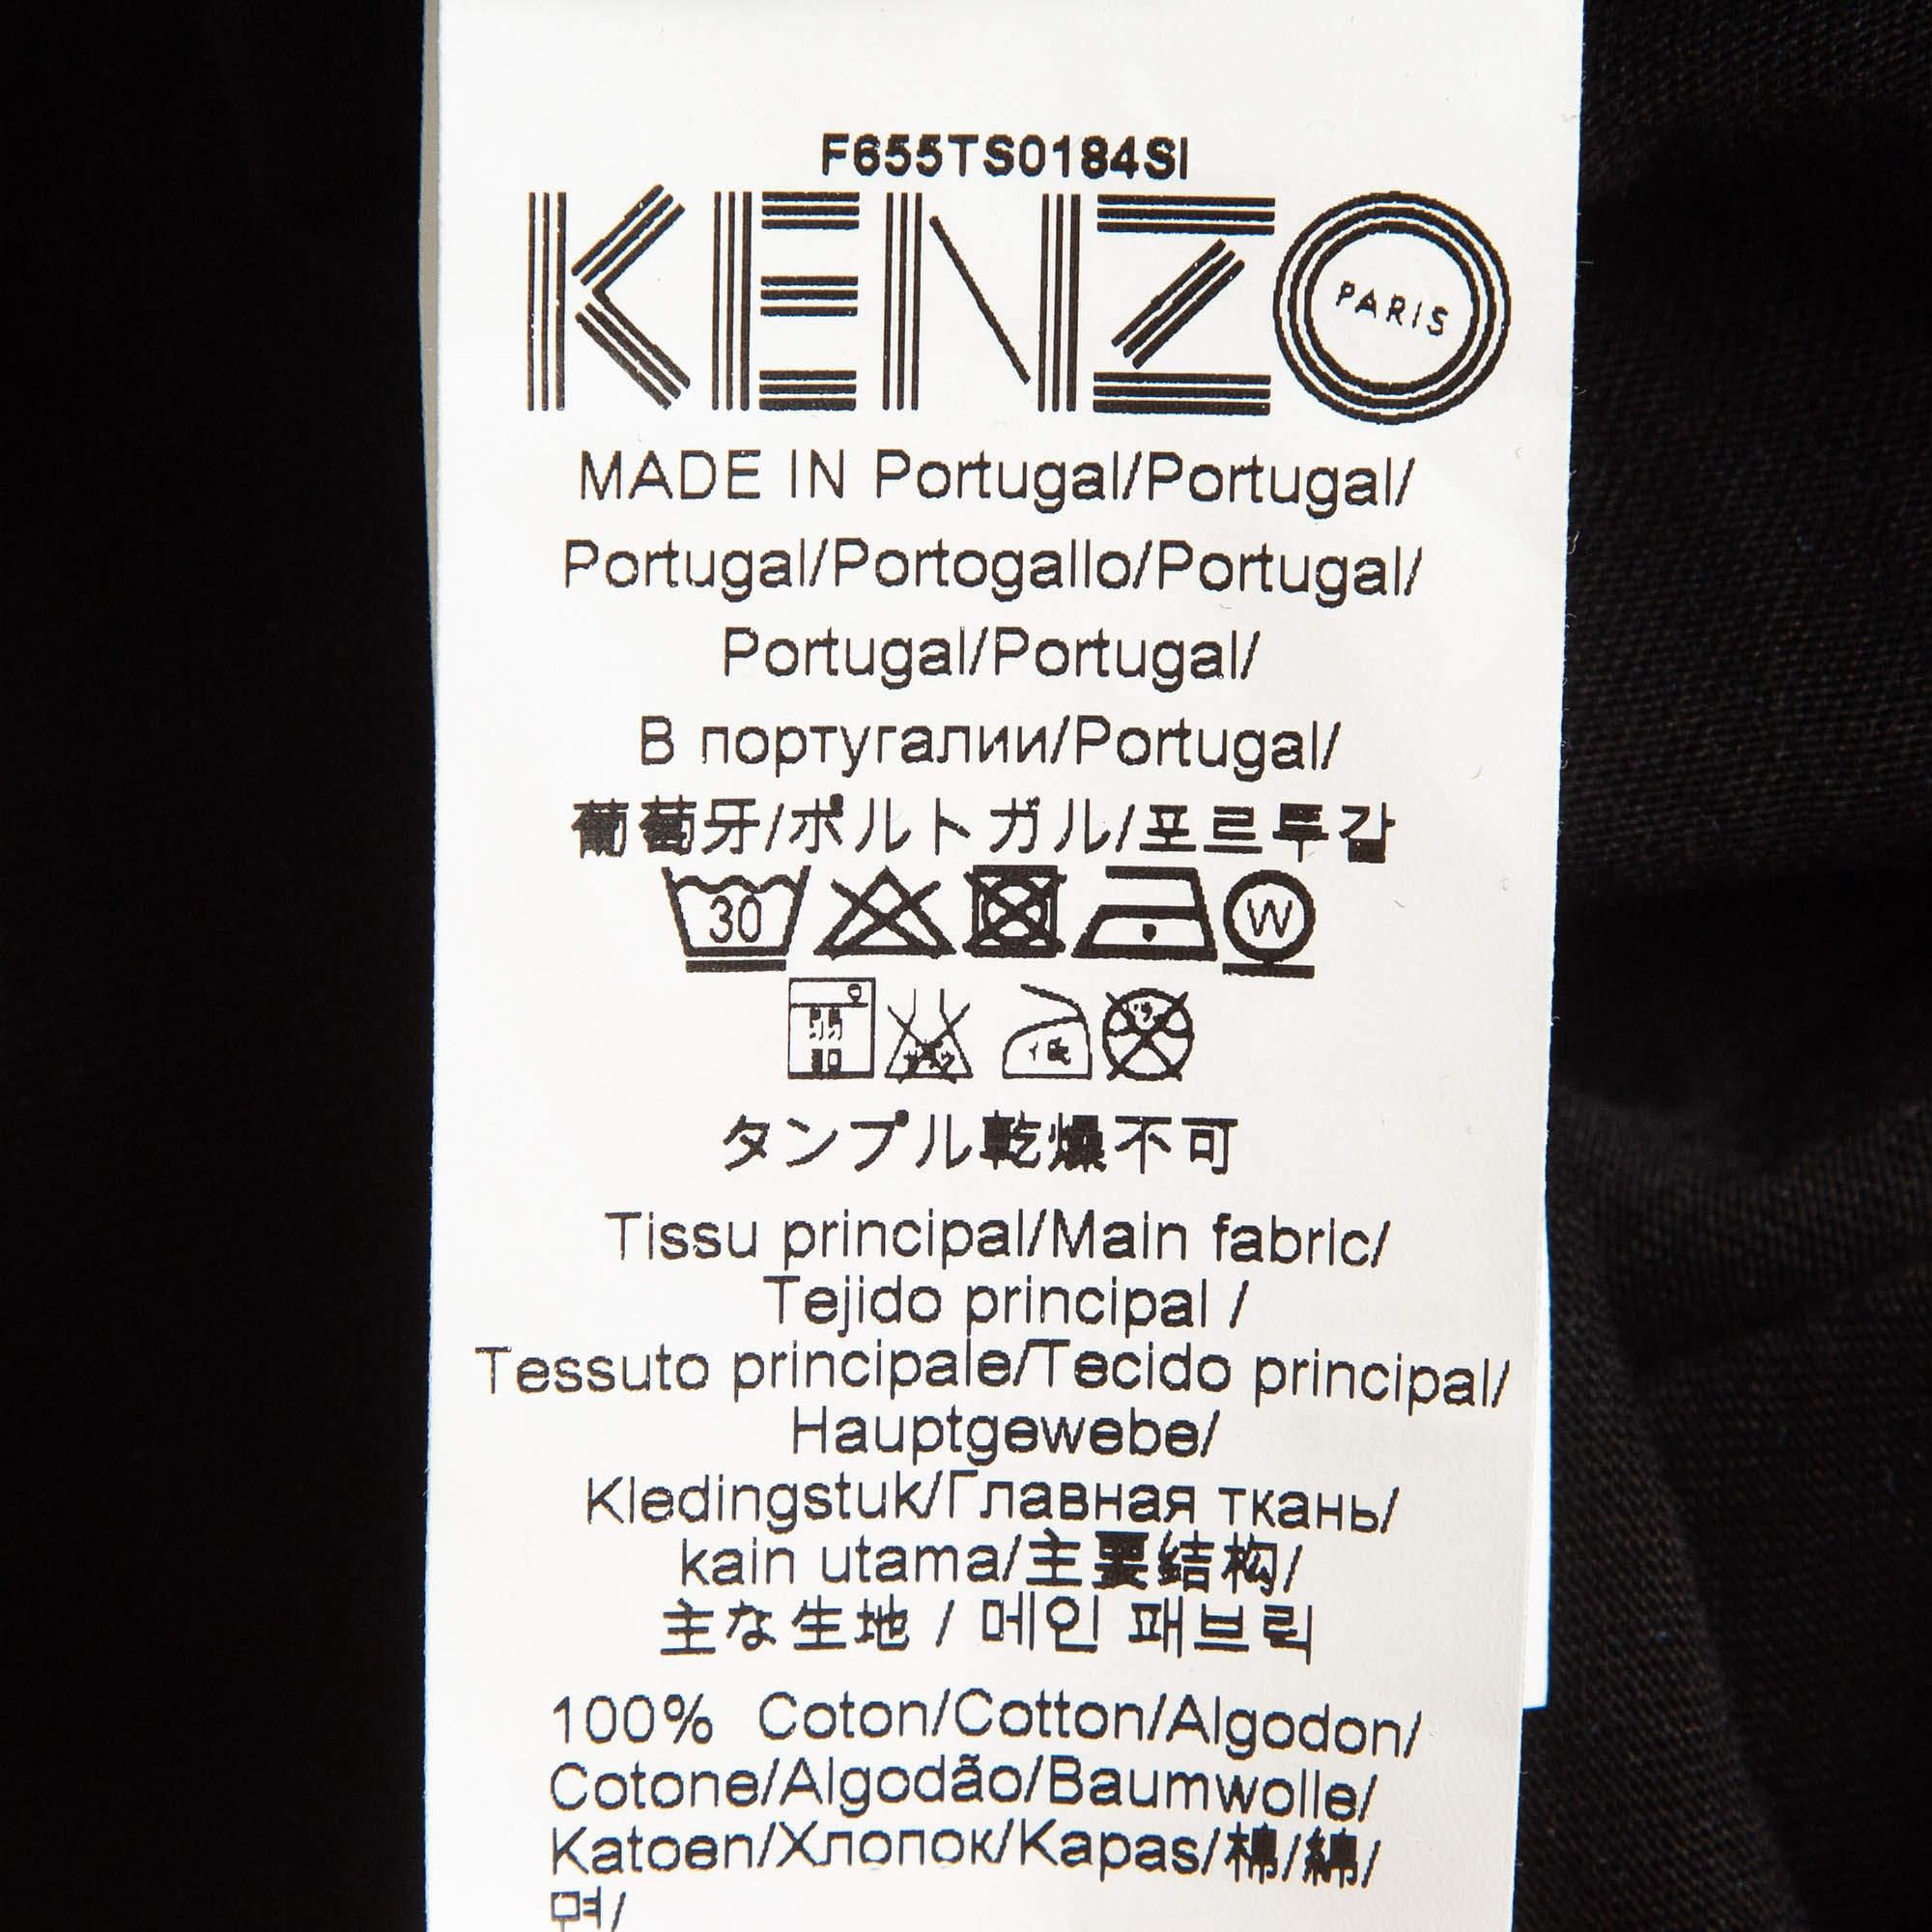 F655TS0184SI
KENZO PARIS
MADE IN Portugal/Portugal/
Portugal/Portogallo/Portugal/
Portugal/Portugal/
В португалии/Portugal/
葡萄牙/ポルトガル/포르투갈
30 W
タンプル乾燥不可
Tissu principal/Main fabric/
Tejido principal /
Tessuto principale/Tecido principal/
Hauptgewebe/
Kledingstuk/Главная ткань/
kain utama/主要结构/
主な生地 / 메인 패브릭
100% Coton/Cotton/Algodon/
Cotone/Algodão/Baumwolle/
Katoen/Хлопок/Kapas/棉/綿/
면/